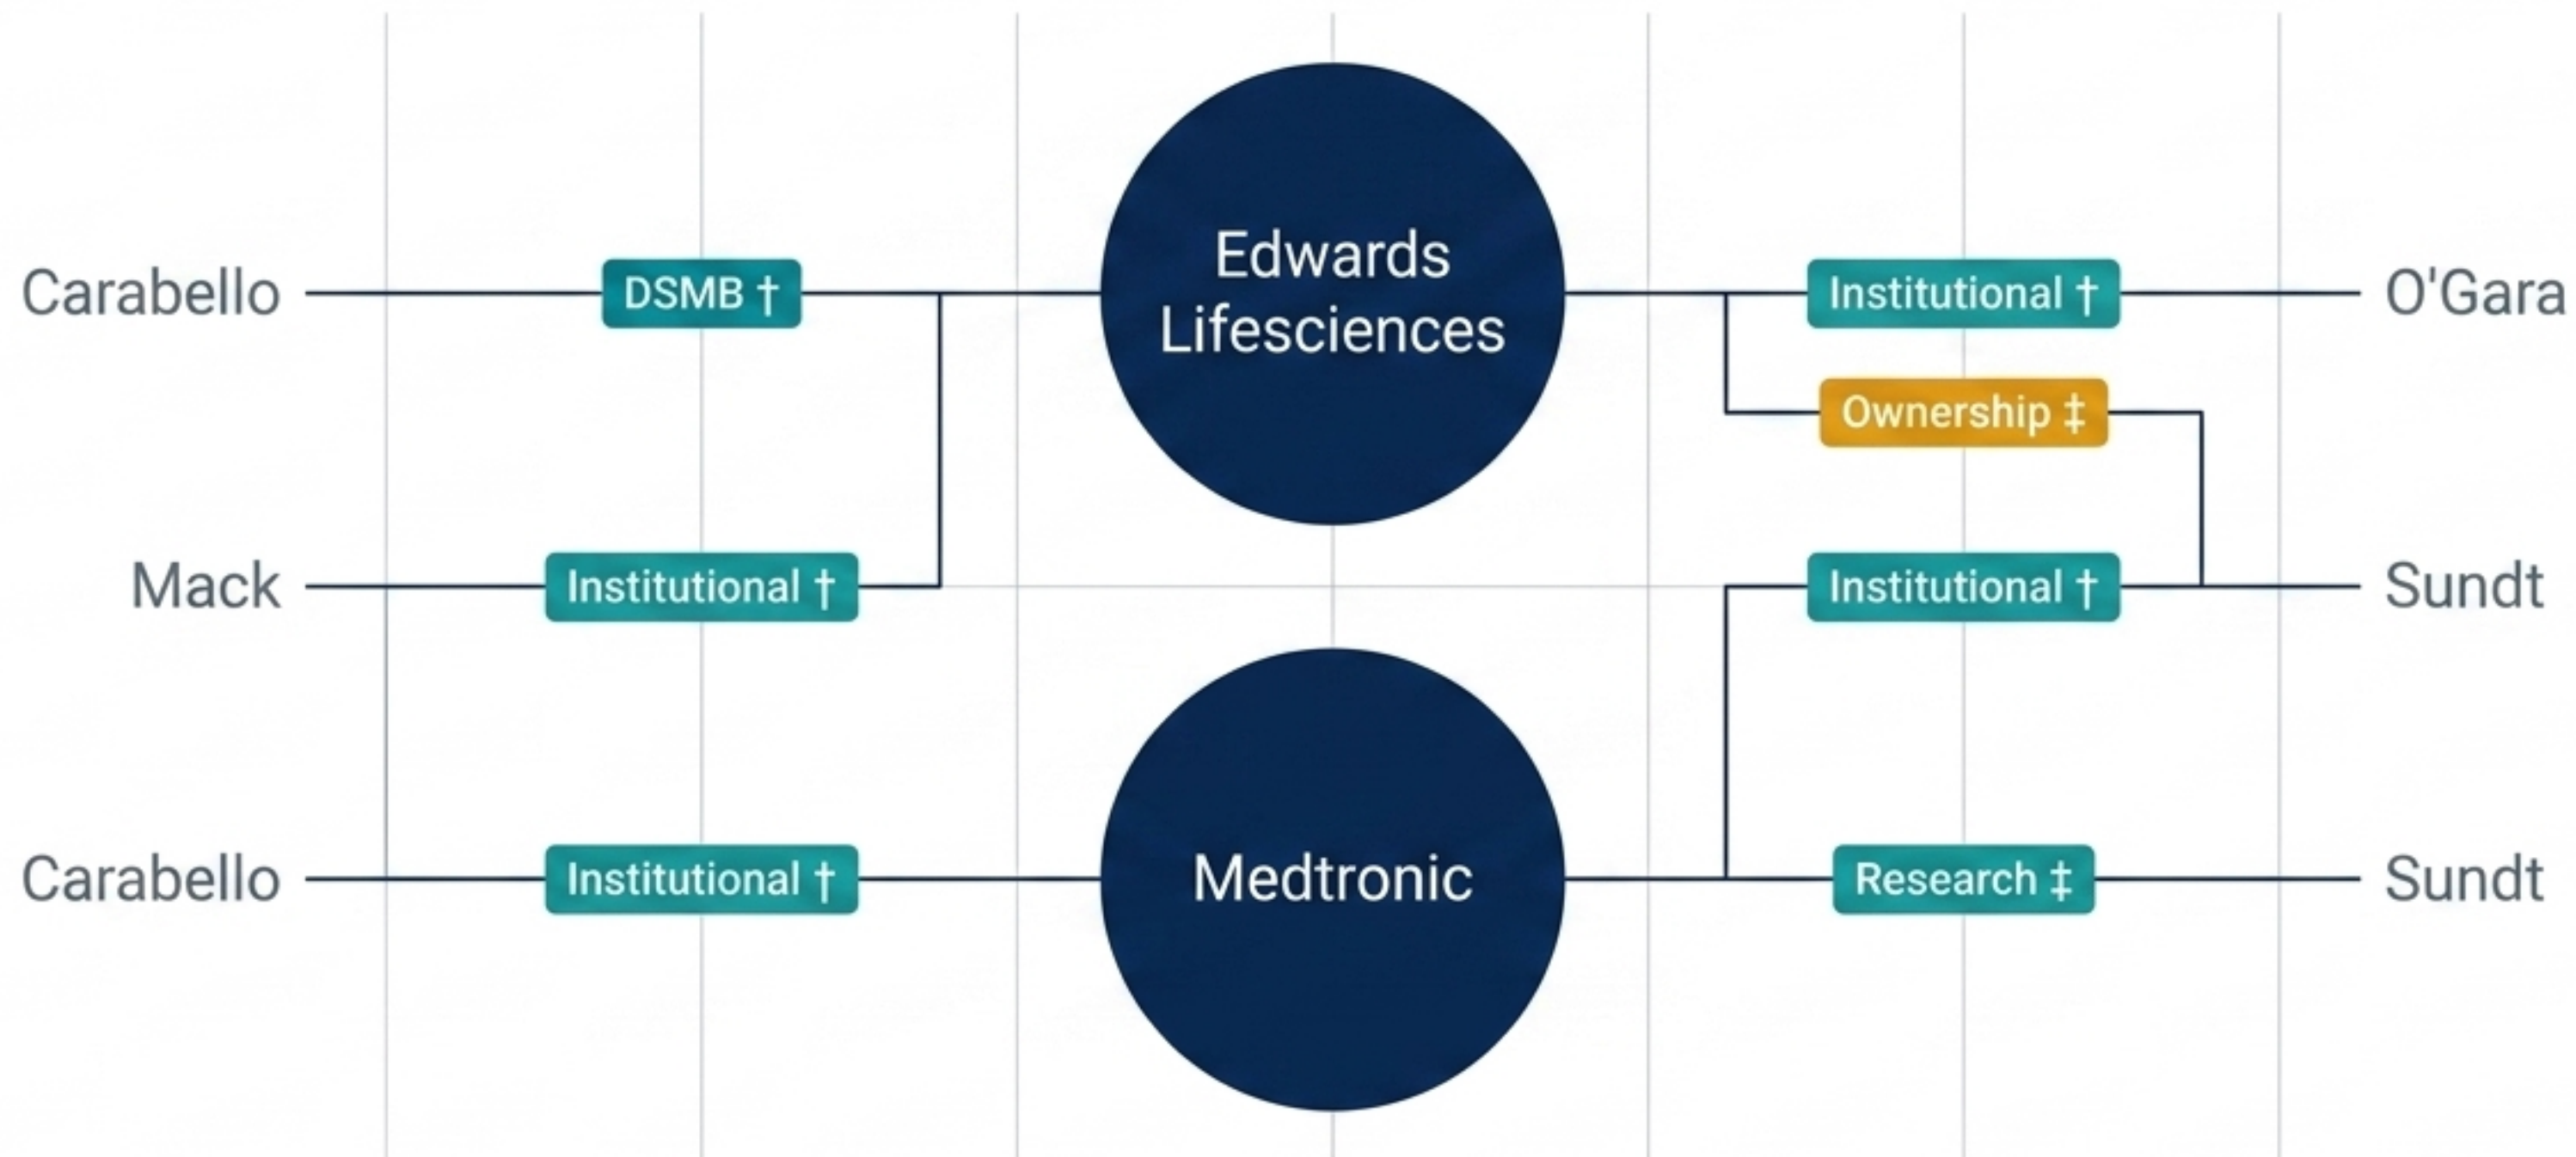 Carabello
DSMB †
Edwards
Lifesciences
Institutional †
O'Gara
Ownership ‡
Mack
Institutional †
Institutional †
Sundt
Carabello
Institutional †
Medtronic
Research ‡
Sundt